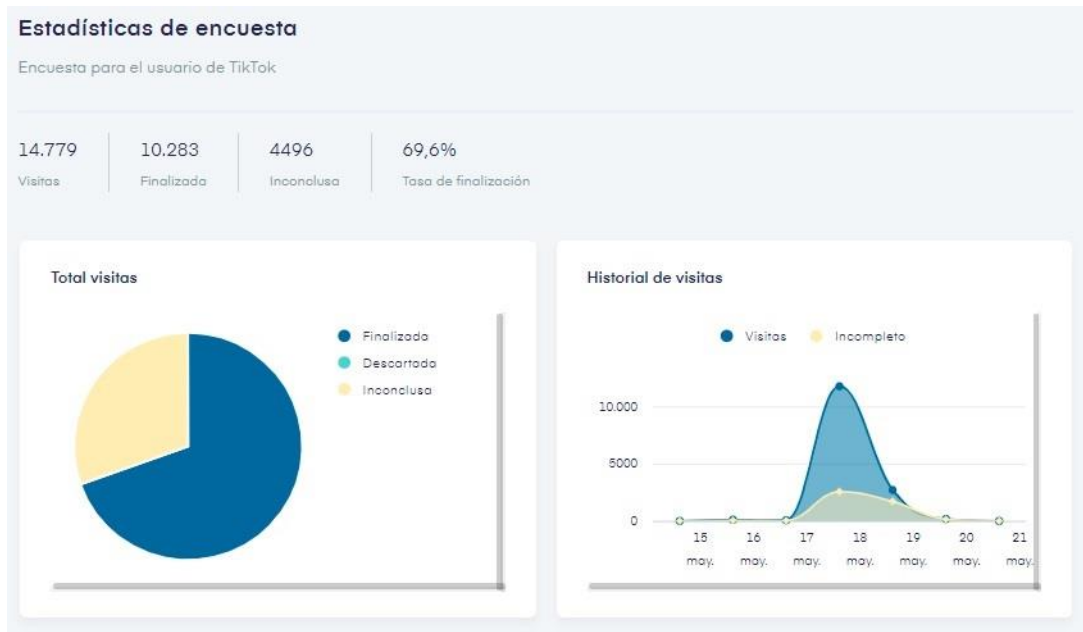 Estadísticas de encuesta
Encuesta para el usuario de TikTok
14.779 10.283 4496 69,6%
Visitas Finalizada Inconclusa Tasa de finalización
Total visitas
Finalizada
Descartada
Inconclusa
Historial de visitas
Visitas Incompleto
10.000
5000
0
15 16 17 18 19 20 21
may. may. may. may. may. may. may.